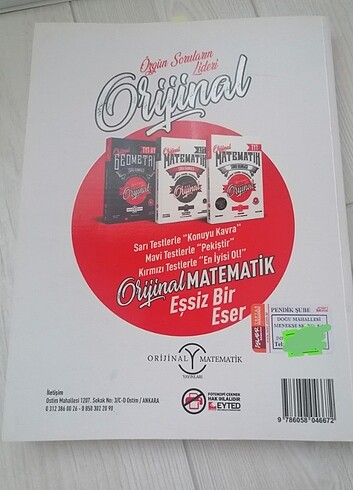 Özgün Soruların
Lideri
Orijinal
TYT AYT
GEOMETRİ
Orijinal
MATEMATİK
Orijinal
MATEMATİK
Orijinal
Sarı Testlerle "Konuyu Kavra"
Mavi Testlerle "Pekiştir"
Kırmızı Testlerle "En İyisi Ol!"
Orijinal MATEMATİK
Eşsiz Bir
Eser
PENDİK ŞUBE
DOĞU MAHALLESİ
ORİJİNAL MATEMATİK
YAYINLARI
İletişim
Ostim Mahallesi 1207. Sokak No: 3/C-D Ostim / ANKARA
0 312 386 00 26 - 0 850 302 20 90
FOTOKOPİ ÇEKMEK
HAK İHLALİDİR
EYTED
9 786058 046672